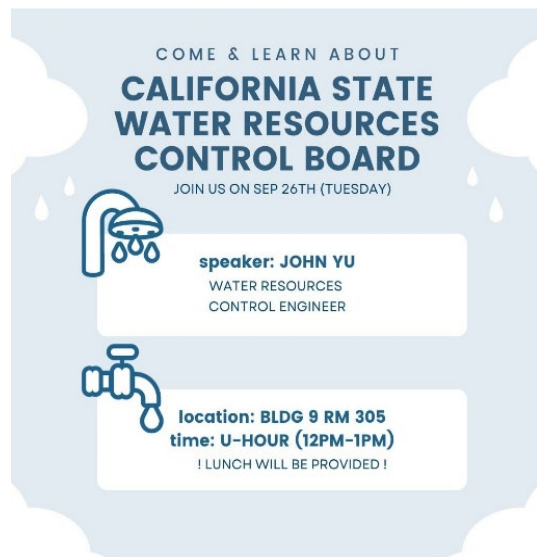 COME & LEARN ABOUT
CALIFORNIA STATE
WATER RESOURCES
CONTROL BOARD
JOIN US ON SEP 26TH (TUESDAY)
speaker: JOHN YU
WATER RESOURCES
CONTROL ENGINEER
location: BLDG 9 RM 305
time: U-HOUR (12PM-1PM)
! LUNCH WILL BE PROVIDED !